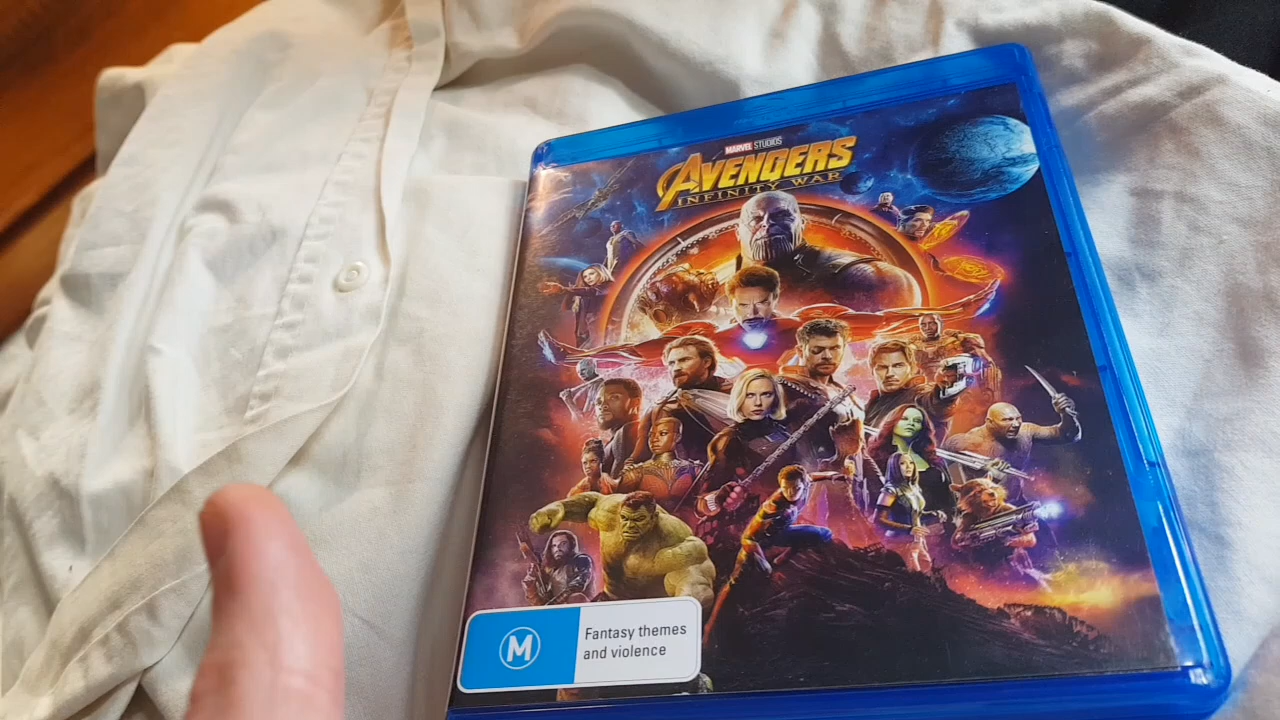 MARVEL STUDIOS
AVENGERS
INFINITY WAR
M
Fantasy themes
and violence